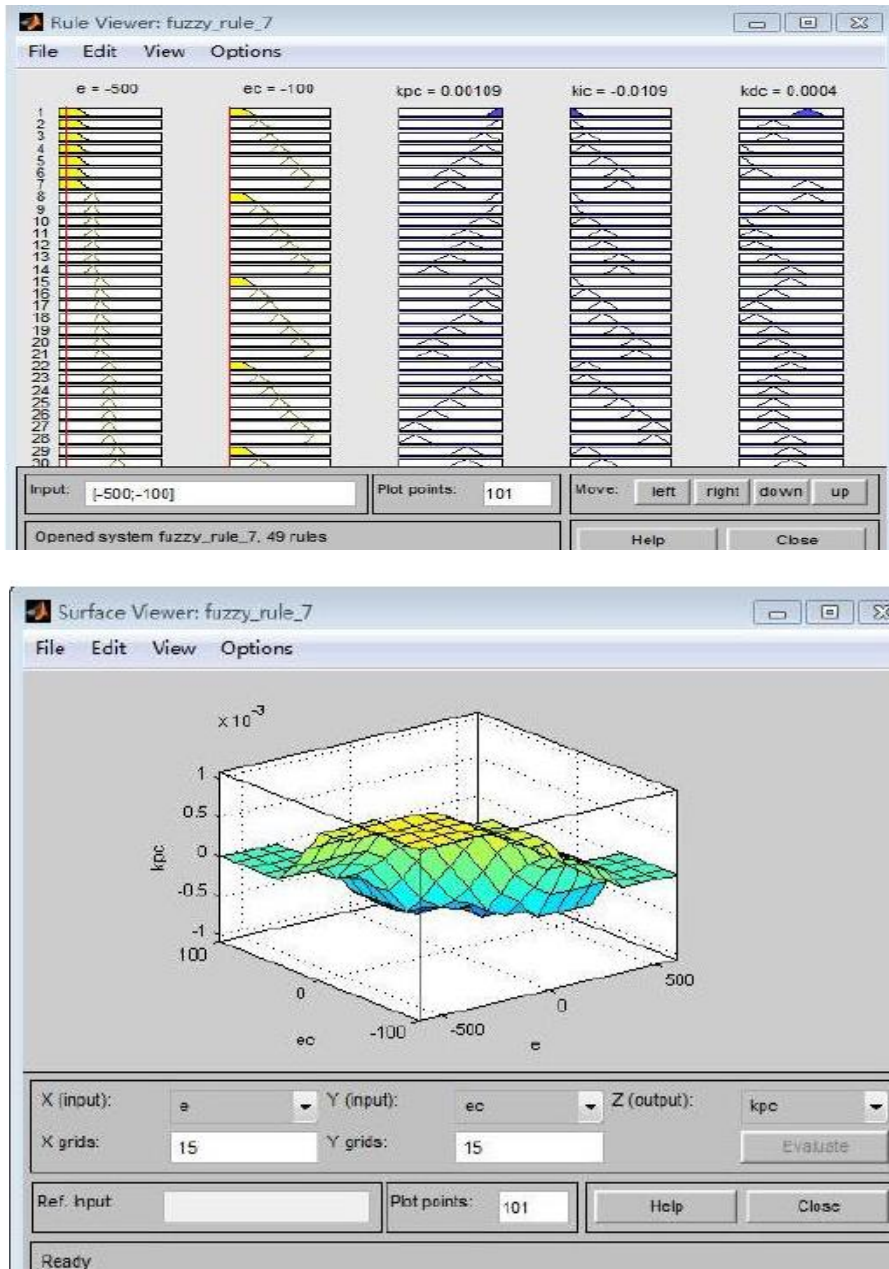 Rule Viewer: fuzzy_rule_7
File Edit View Options
e = -500 ec = -100 kpc = 0.00109 kic = -0.0109 kdc = 0.0004
1
2
3
4
5
6
7
8
9
10
11
12
13
14
15
16
17
18
19
20
21
22
23
24
25
26
27
28
29
30
Input: [-500;-100] Plot points: 101 Move: left right down up
Opened system fuzzy_rule_7, 49 rules Help Close
Surface Viewer: fuzzy_rule_7
File Edit View Options
x 10^-3
1
0.5
0
-0.5
-1
kpc
100
0
-100
ec
-500
0
500
e
X (input): e Y (input): ec Z (output): kpc
X grids: 15 Y grids: 15 Evaluate
Ref. Input: Plot points: 101 Help Close
Ready